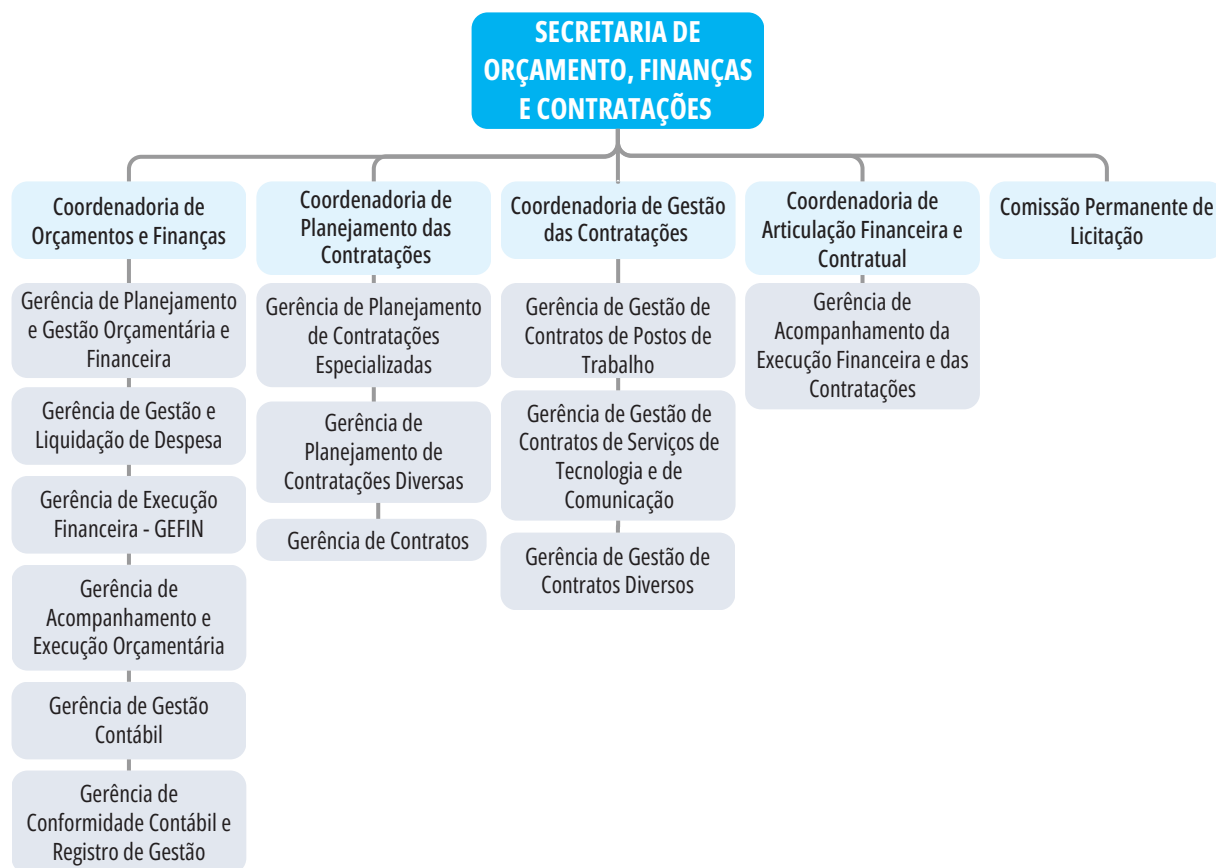 SECRETARIA DE
ORÇAMENTO, FINANÇAS
E CONTRATAÇÕES
Coordenadoria de
Orçamentos e Finanças
Gerência de Planejamento
e Gestão Orçamentária e
Financeira
Gerência de Gestão e
Liquidação de Despesa
Gerência de Execução
Financeira - GEFIN
Gerência de
Acompanhamento e
Execução Orçamentária
Gerência de Gestão
Contábil
Gerência de
Conformidade Contábil e
Registro de Gestão
Coordenadoria de
Planejamento das
Contratações
Gerência de Planejamento
de Contratações
Especializadas
Gerência de
Planejamento de
Contratações Diversas
Gerência de Contratos
Coordenadoria de Gestão
das Contratações
Gerência de Gestão de
Contratos de Postos de
Trabalho
Gerência de Gestão de
Contratos de Serviços de
Tecnologia e de
Comunicação
Gerência de Gestão de
Contratos Diversos
Coordenadoria de
Articulação Financeira e
Contratual
Gerência de
Acompanhamento da
Execução Financeira e das
Contratações
Comissão Permanente de
Licitação